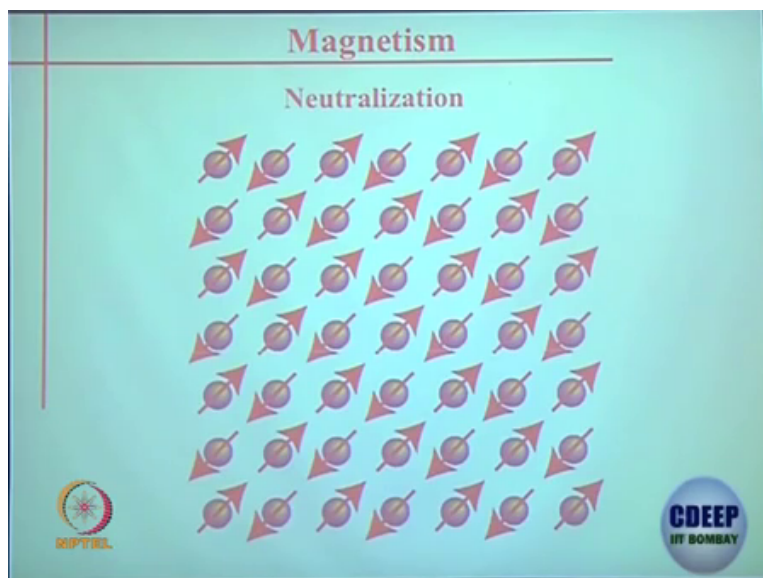 Magnetism
Neutralization
NPTEL
CDEEP
IIT BOMBAY